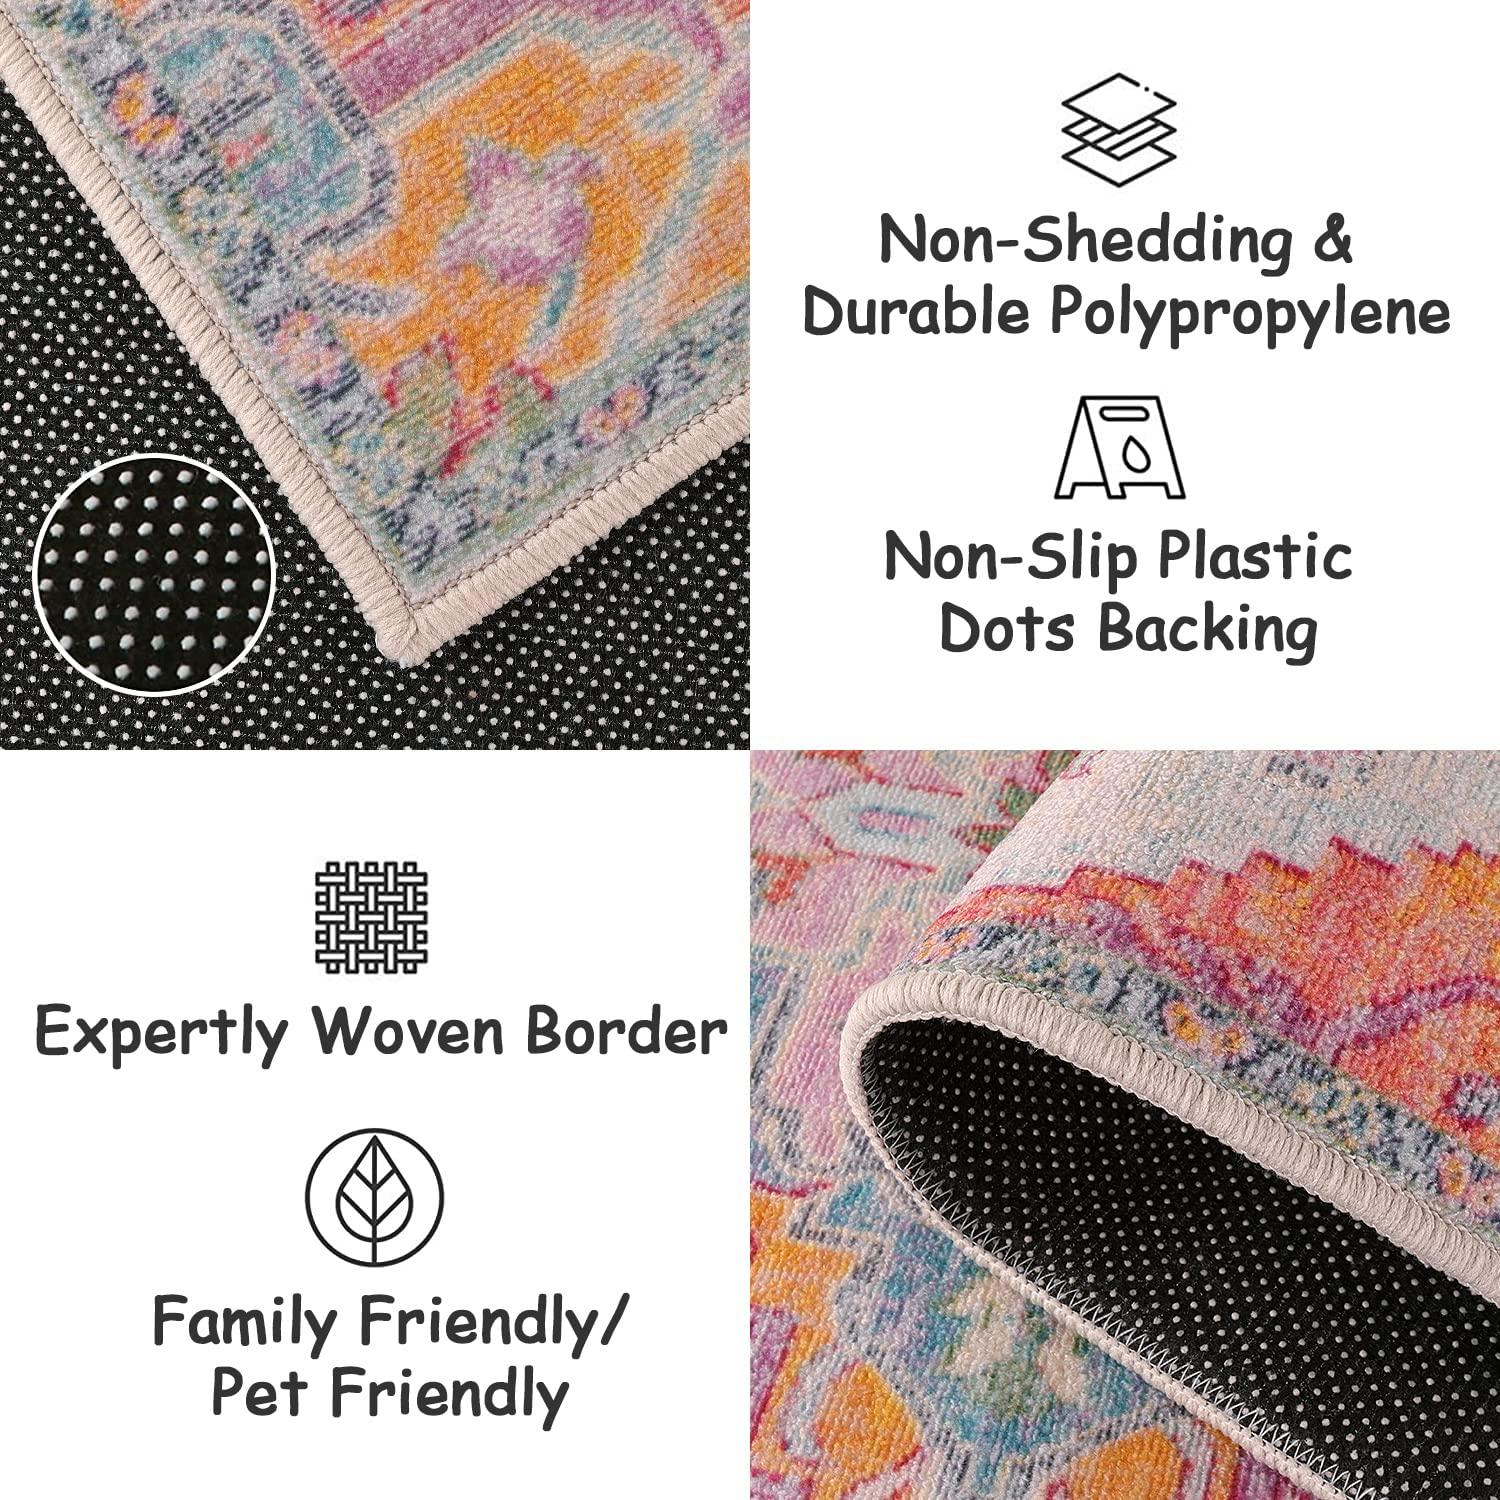 Non-Shedding &
Durable Polypropylene
Non-Slip Plastic
Dots Backing
Expertly Woven Border
Family Friendly/
Pet Friendly